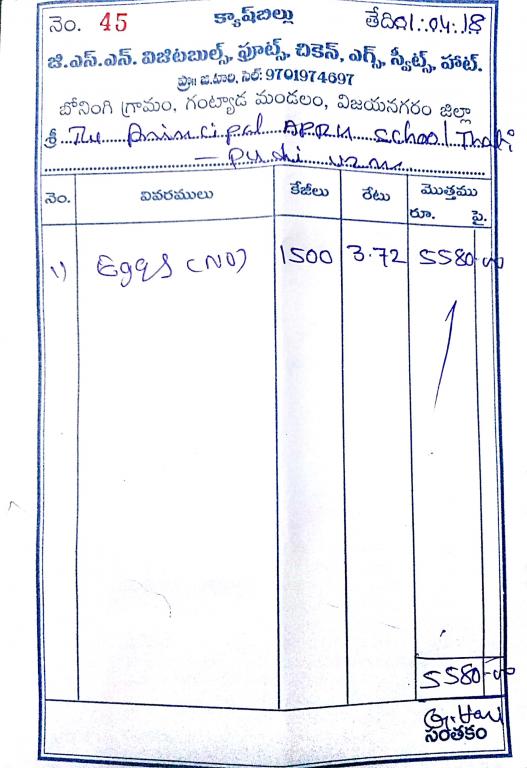 నెం. 45 క్యాష్‌బిల్లు తేది 01.04.18
జి.ఎస్.ఎన్. విజిటబుల్స్, ఫ్రూట్స్, చికెన్, ఎగ్స్, స్వీట్స్, హాట్.
ప్రొ॥ జి.హరి, సెల్: 9701974697
బోనంగి గ్రామం, గంట్యాడ మండలం, విజయనగరం జిల్లా
శ్రీ The Principal APRU School Thati
- pudi vzm
నెం. వివరములు కేజీలు రేటు మొత్తము
రూ. పై.
1) Eggs (NO) 1500 3.72 5580-00
5580-00
G. Hari
సంతకం